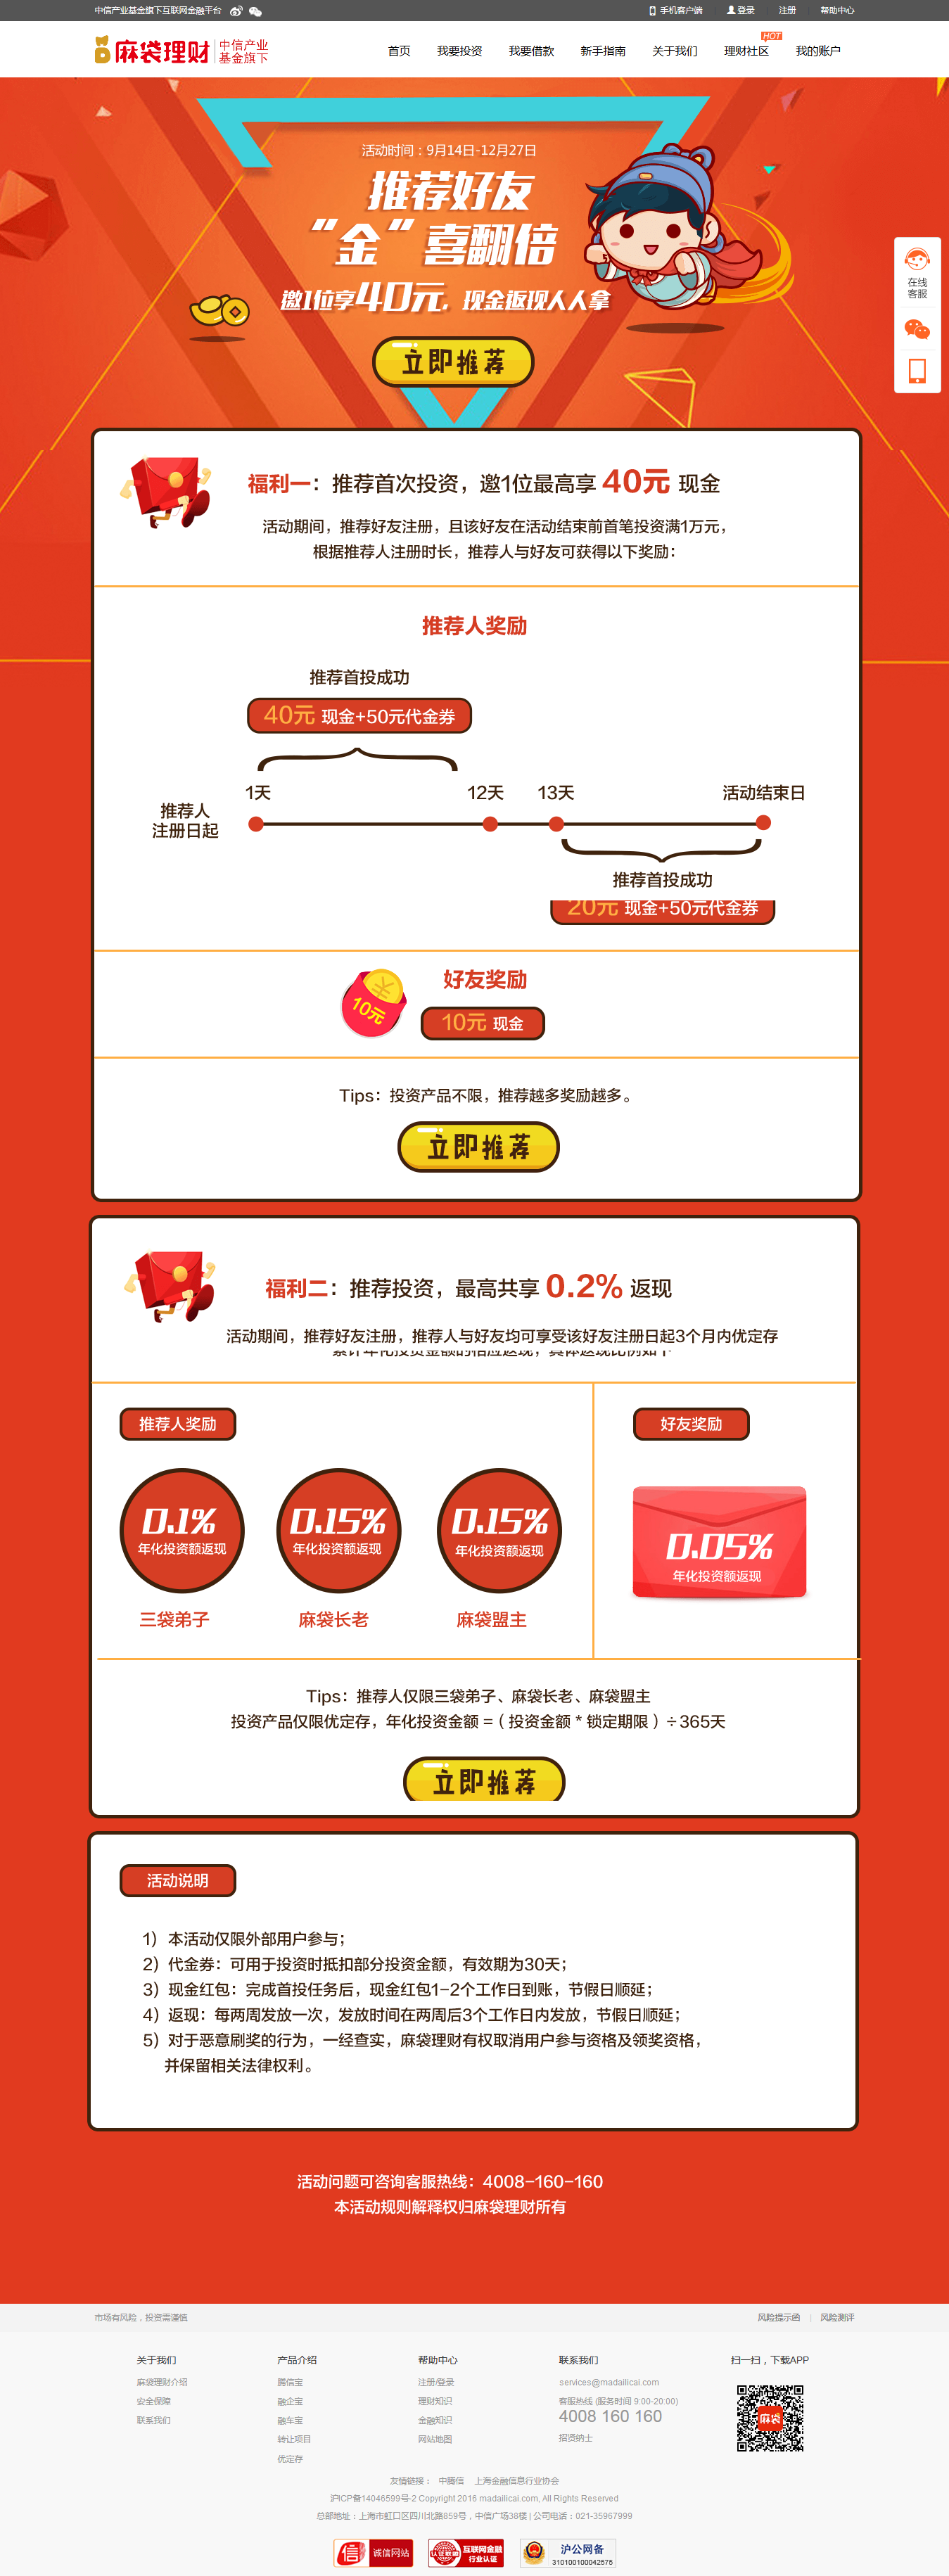 中信产业基金旗下互联网金融平台
手机客户端 登录 注册 帮助中心
麻袋理财 中信产业
基金旗下
HOT
首页 我要投资 我要借款 新手指南 关于我们 理财社区 我的账户
活动时间：9月14日-12月27日
推荐好友
“金”喜翻倍
邀1位享40元，现金返现人人拿
立即推荐
在线
客服
福利一：推荐首次投资，邀1位最高享 40元 现金
活动期间，推荐好友注册，且该好友在活动结束前首笔投资满1万元，
根据推荐人注册时长，推荐人与好友可获得以下奖励：
推荐人奖励
推荐首投成功
40元 现金+50元代金券
1天 12天 13天 活动结束日
推荐人
注册日起
推荐首投成功
20元 现金+50元代金券
好友奖励
10元
10元 现金
Tips：投资产品不限，推荐越多奖励越多。
立即推荐
福利二：推荐投资，最高共享 0.2% 返现
活动期间，推荐好友注册，推荐人与好友均可享受该好友注册日起3个月内优定存
累计年化投资金额的相应返现，具体返现比例如下
推荐人奖励 好友奖励
0.1% 0.15% 0.15% 0.05%
年化投资额返现 年化投资额返现 年化投资额返现 年化投资额返现
三袋弟子 麻袋长老 麻袋盟主
Tips：推荐人仅限三袋弟子、麻袋长老、麻袋盟主
投资产品仅限优定存，年化投资金额 =（ 投资金额 * 锁定期限 ）÷365天
立即推荐
活动说明
1）本活动仅限外部用户参与；
2）代金券：可用于投资时抵扣部分投资金额，有效期为30天；
3）现金红包：完成首投任务后，现金红包1-2个工作日到账，节假日顺延；
4）返现：每两周发放一次，发放时间在两周后3个工作日内发放，节假日顺延；
5）对于恶意刷奖的行为，一经查实，麻袋理财有权取消用户参与资格及领奖资格，
并保留相关法律权利。
活动问题可咨询客服热线：4008-160-160
本活动规则解释权归麻袋理财所有
市场有风险，投资需谨慎 风险提示函 | 风险测评
关于我们 产品介绍 帮助中心 联系我们 扫一扫，下载APP
麻袋理财介绍 腾信宝 注册/登录 services@madailicai.com
安全保障 融企宝 理财知识 客服热线 (服务时间 9:00-20:00)
联系我们 融车宝 金融知识 4008 160 160
转让项目 网站地图 招贤纳士
优定存
麻袋
友情链接： 中腾信 上海金融信息行业协会
沪ICP备14046599号-2 Copyright 2016 madailicai.com, All Rights Reserved
总部地址：上海市虹口区四川北路859号，中信广场38楼 | 公司电话：021-35967999
信 诚信网站 认证联盟 互联网金融
行业认证 沪公网备
310100100042575